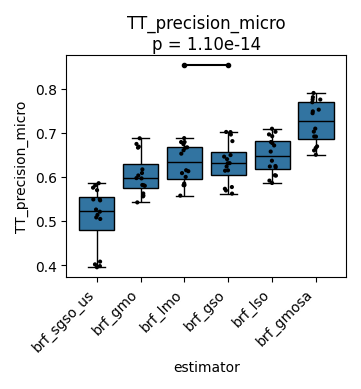 TT_precision_micro
p = 1.10e-14
TT_precision_micro
0.8
0.7
0.6
0.5
0.4
brf_sgso_us
brf_gmo
brf_lmo
brf_gso
brf_lso
brf_gmosa
estimator